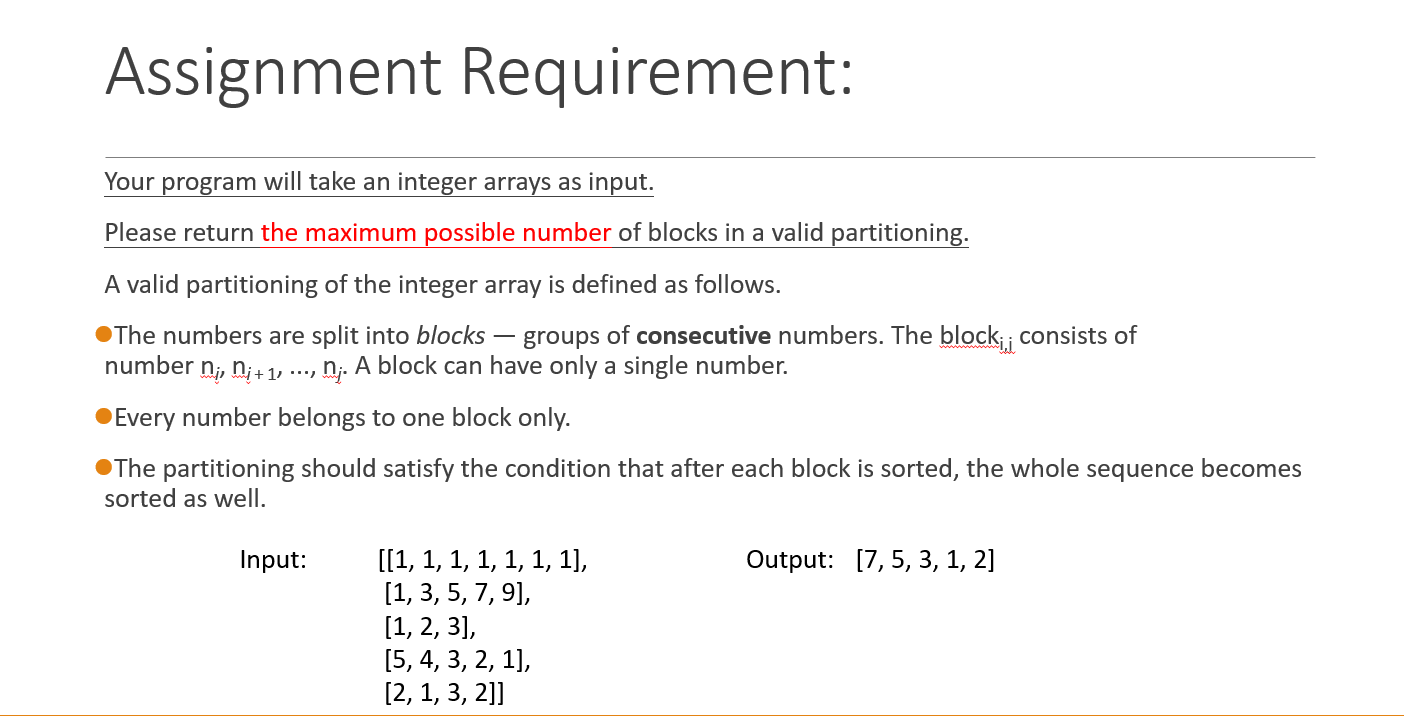 Assignment Requirement:
Your program will take an integer arrays as input.
Please return the maximum possible number of blocks in a valid partitioning.
A valid partitioning of the integer array is defined as follows.
●The numbers are split into blocks — groups of consecutive numbers. The block i,j consists of
number n i, n i + 1, ..., n j. A block can have only a single number.
●Every number belongs to one block only.
●The partitioning should satisfy the condition that after each block is sorted, the whole sequence becomes
sorted as well.
Input: [[1, 1, 1, 1, 1, 1, 1], Output: [7, 5, 3, 1, 2]
[1, 3, 5, 7, 9],
[1, 2, 3],
[5, 4, 3, 2, 1],
[2, 1, 3, 2]]